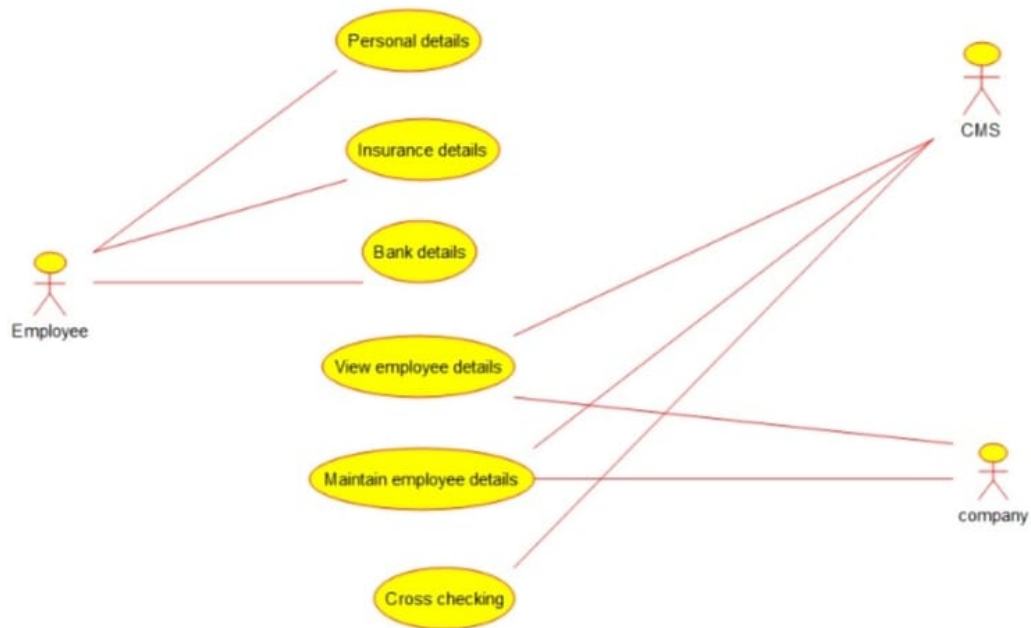 Personal details
CMS
Insurance details
Bank details
Employee
View employee details
Maintain employee details
company
Cross checking